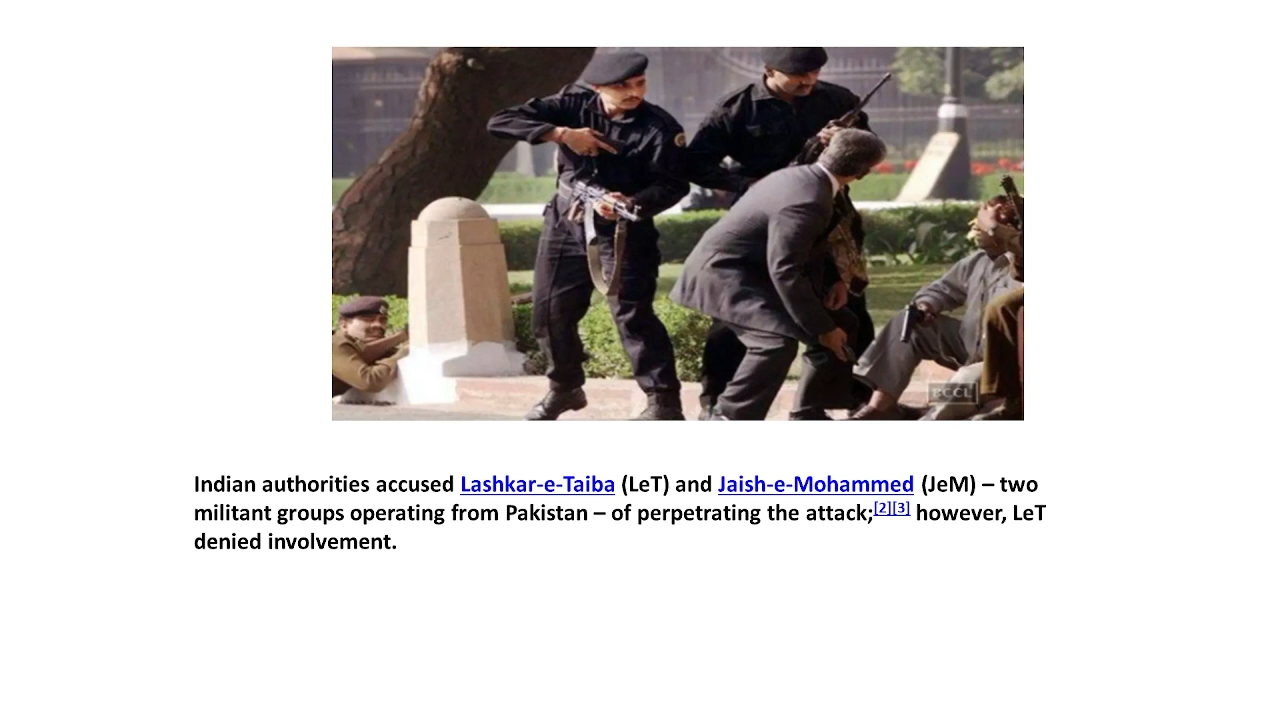 ECCL
Indian authorities accused Lashkar-e-Taiba (LeT) and Jaish-e-Mohammed (JeM) – two
militant groups operating from Pakistan – of perpetrating the attack;[2][3] however, LeT
denied involvement.